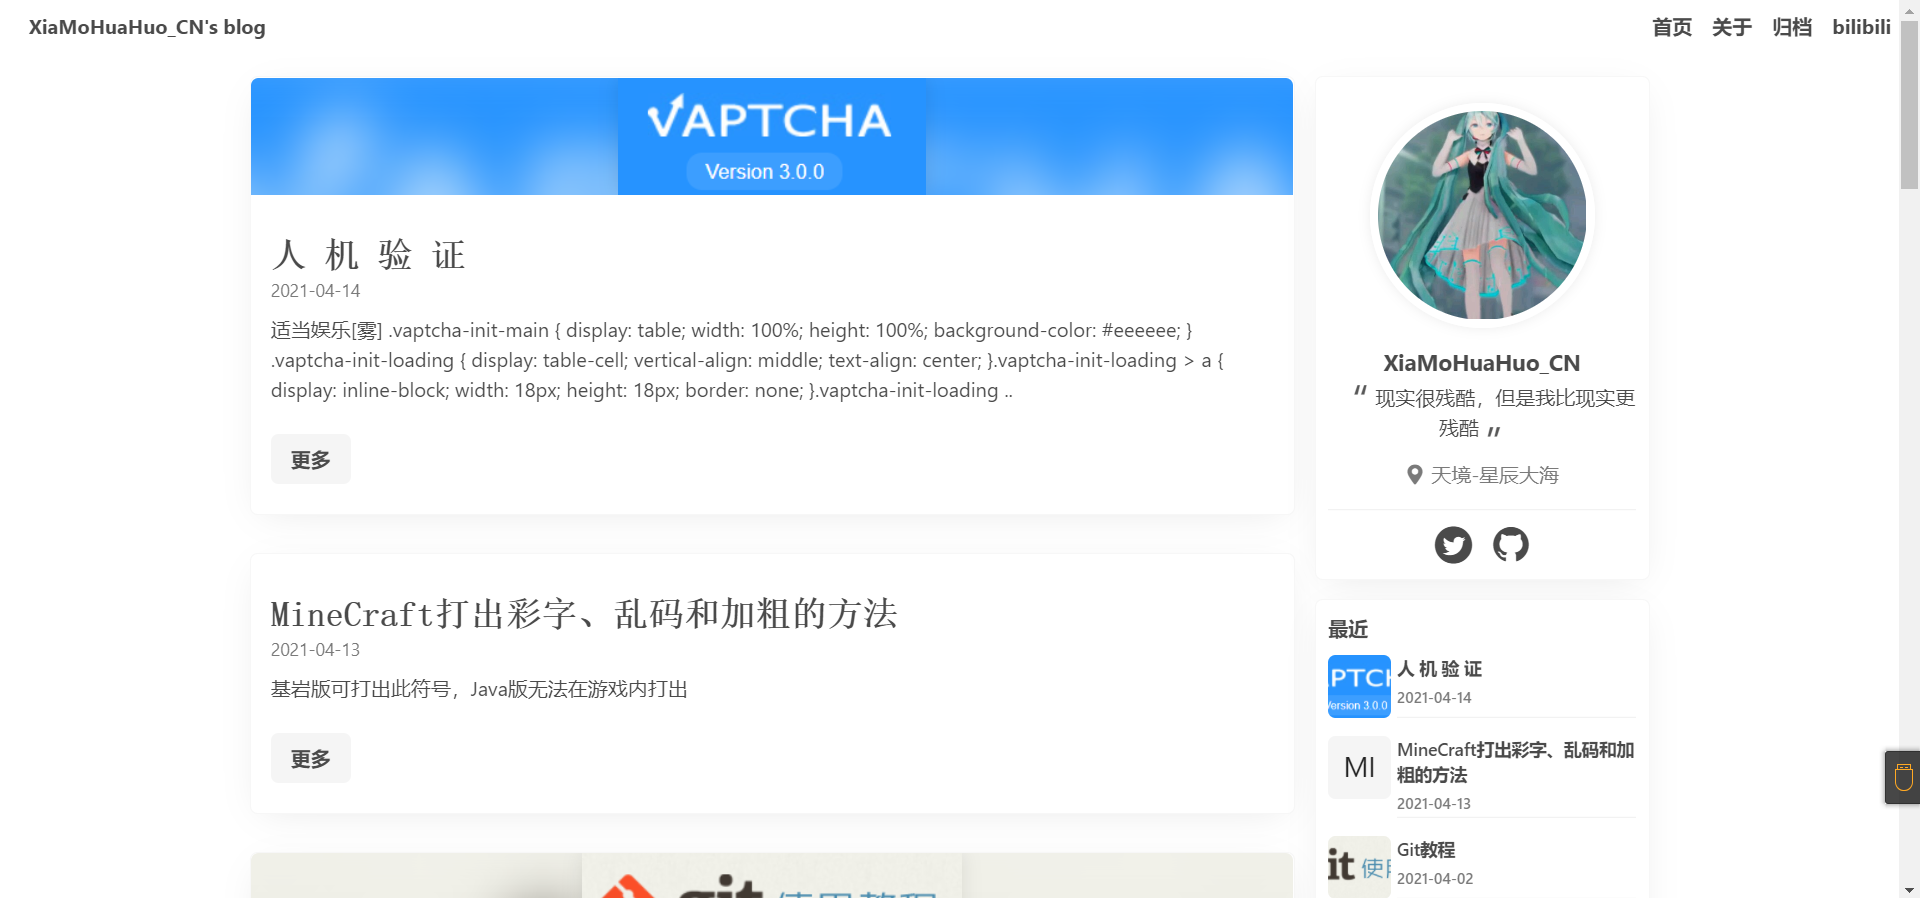 XiaMoHuaHuo_CN's blog
首页 关于 归档 bilibili
VAPTCHA
Version 3.0.0
人 机 验 证
2021-04-14
适当娱乐[雾] .vaptcha-init-main { display: table; width: 100%; height: 100%; background-color: #eeeeee; }
.vaptcha-init-loading { display: table-cell; vertical-align: middle; text-align: center; }.vaptcha-init-loading > a {
display: inline-block; width: 18px; height: 18px; border: none; }.vaptcha-init-loading ..
更多
MineCraft打出彩字、乱码和加粗的方法
2021-04-13
基岩版可打出此符号，Java版无法在游戏内打出
更多
git 使用教程
XiaMoHuaHuo_CN
“ 现实很残酷，但是我比现实更
残酷 ”
天境-星辰大海
最近
APTCH
Version 3.0.0
人 机 验 证
2021-04-14
MI
MineCraft打出彩字、乱码和加
粗的方法
2021-04-13
it 使用
Git教程
2021-04-02